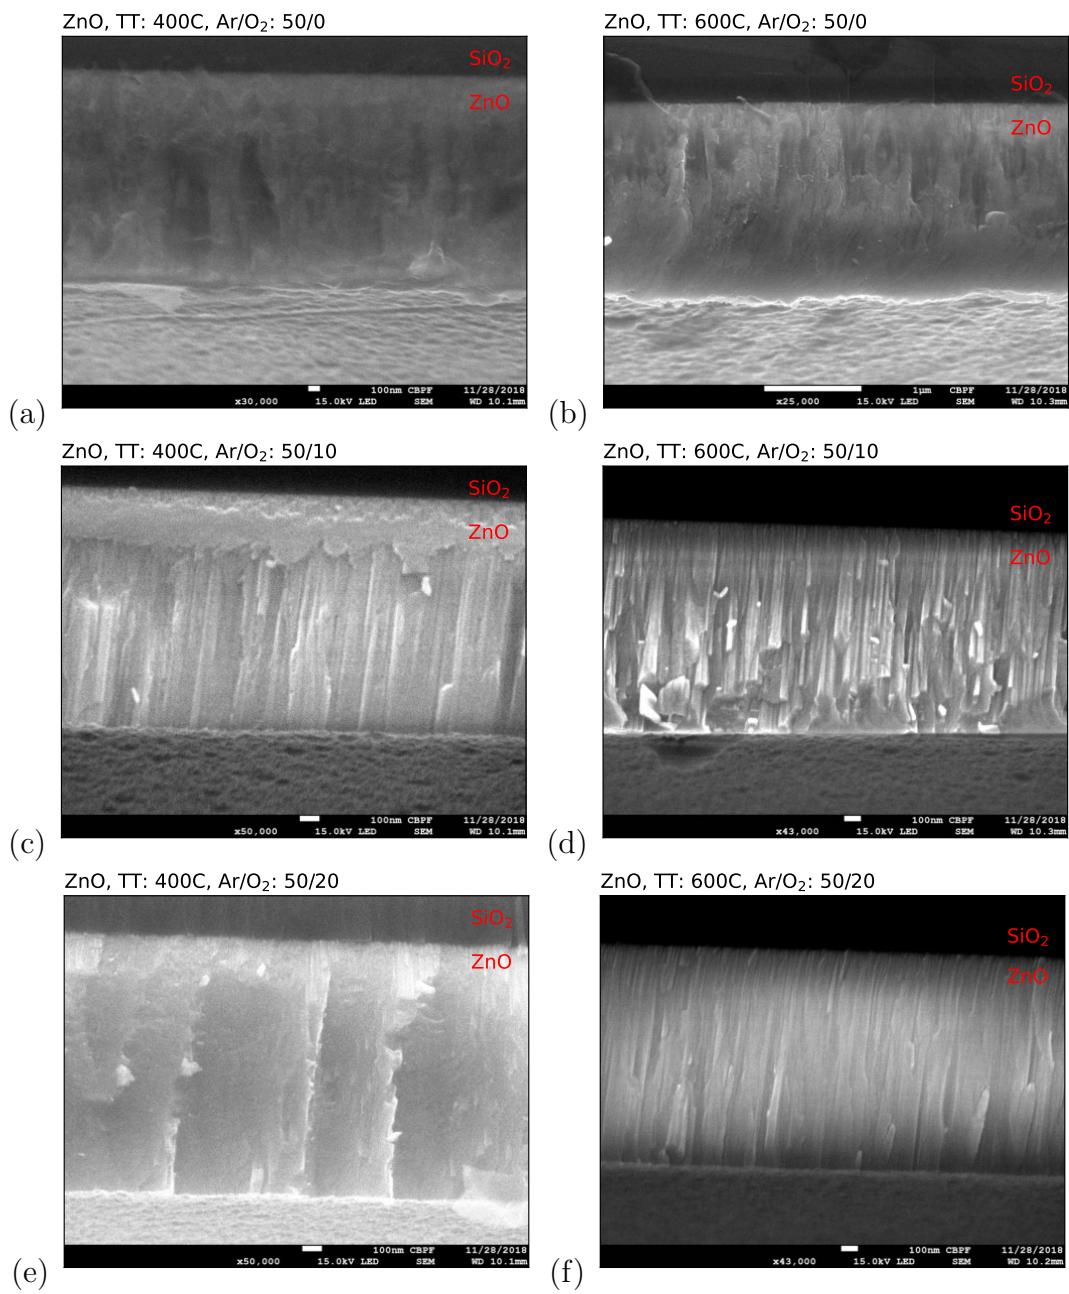 ZnO, TT: 400C, Ar/O₂: 50/0
SiO₂
ZnO
100nm CBPF 11/28/2018
x30,000 15.0kV LED SEM WD 10.1mm
(a)
ZnO, TT: 600C, Ar/O₂: 50/0
SiO₂
ZnO
1µm CBPF 11/28/2018
x25,000 15.0kV LED SEM WD 10.3mm
(b)
ZnO, TT: 400C, Ar/O₂: 50/10
SiO₂
ZnO
100nm CBPF 11/28/2018
x50,000 15.0kV LED SEM WD 10.1mm
(c)
ZnO, TT: 600C, Ar/O₂: 50/10
SiO₂
ZnO
100nm CBPF 11/28/2018
x43,000 15.0kV LED SEM WD 10.3mm
(d)
ZnO, TT: 400C, Ar/O₂: 50/20
SiO₂
ZnO
100nm CBPF 11/28/2018
x50,000 15.0kV LED SEM WD 10.1mm
(e)
ZnO, TT: 600C, Ar/O₂: 50/20
SiO₂
ZnO
100nm CBPF 11/28/2018
x43,000 15.0kV LED SEM WD 10.2mm
(f)